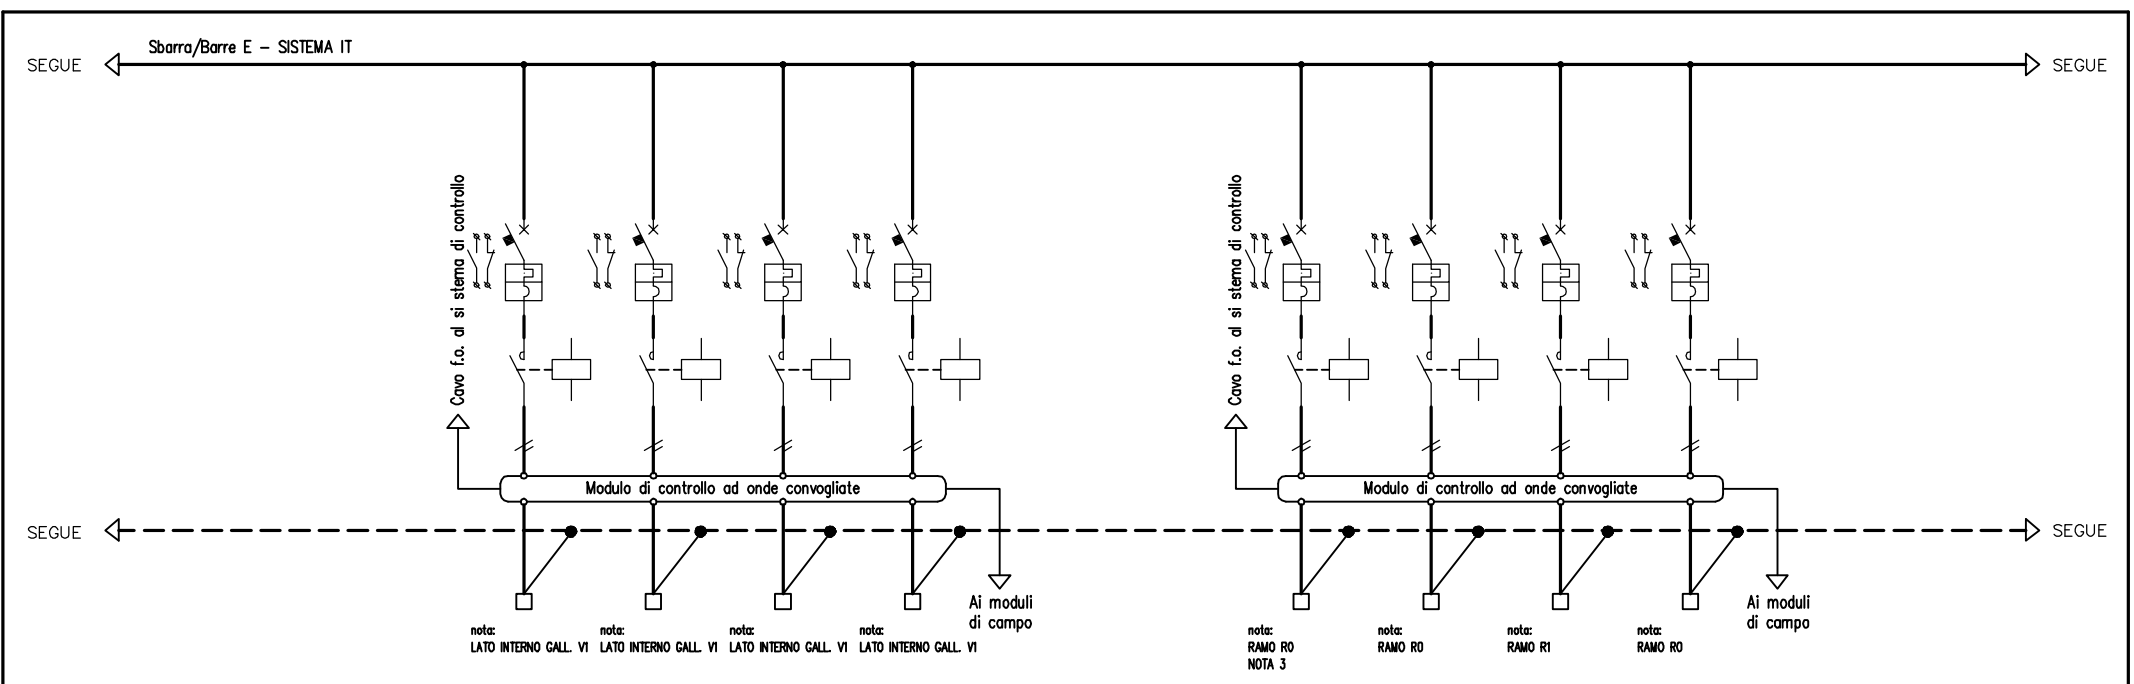 Sbarra/Barre E - SISTEMA IT
SEGUE
SEGUE
Cavo f.o. al si stema di controllo
Cavo f.o. al si stema di controllo
Modulo di controllo ad onde convogliate
Modulo di controllo ad onde convogliate
SEGUE
SEGUE
Ai moduli
di campo
Ai moduli
di campo
nota:
LATO INTERNO GALL. V1
nota:
LATO INTERNO GALL. V1
nota:
LATO INTERNO GALL. V1
nota:
LATO INTERNO GALL. V1
nota:
RAMO R0
NOTA 3
nota:
RAMO R0
nota:
RAMO R1
nota:
RAMO R0